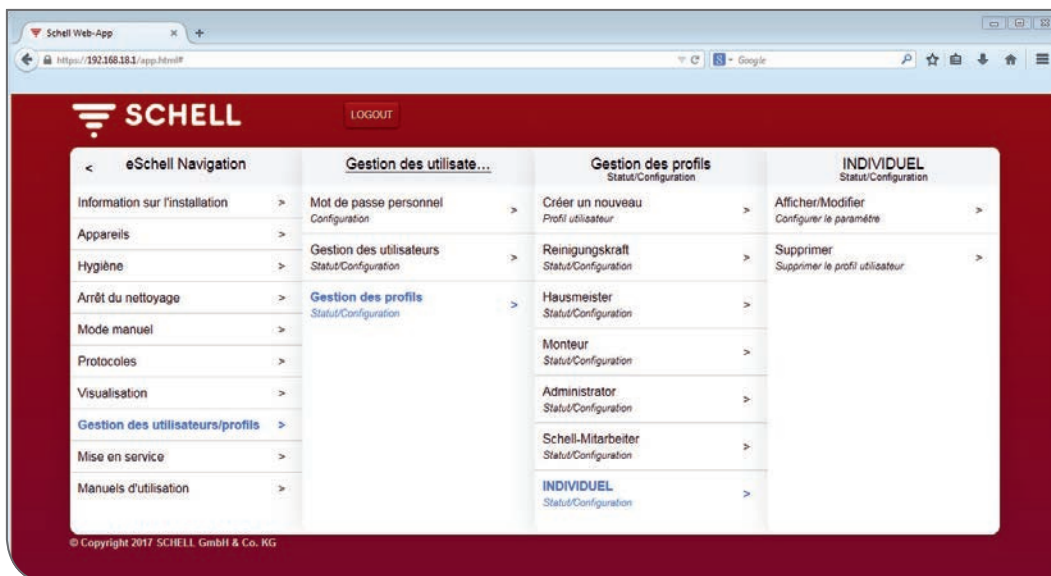 Schell Web-App
https://192.168.18.1/app.html#
Google
SCHELL
LOGOUT
< eSchell Navigation
Information sur l'installation >
Appareils >
Hygiène >
Arrêt du nettoyage >
Mode manuel >
Protocoles >
Visualisation >
Gestion des utilisateurs/profils >
Mise en service >
Manuels d'utilisation >
Gestion des utilisate...
Mot de passe personnel >
Configuration
Gestion des utilisateurs >
Statut/Configuration
Gestion des profils >
Statut/Configuration
Gestion des profils
Statut/Configuration
Créer un nouveau >
Profil utilisateur
Reinigungskraft >
Statut/Configuration
Hausmeister >
Statut/Configuration
Monteur >
Statut/Configuration
Administrator >
Statut/Configuration
Schell-Mitarbeiter >
Statut/Configuration
INDIVIDUEL >
Statut/Configuration
INDIVIDUEL
Statut/Configuration
Afficher/Modifier >
Configurer le paramètre
Supprimer >
Supprimer le profil utilisateur
© Copyright 2017 SCHELL GmbH & Co. KG